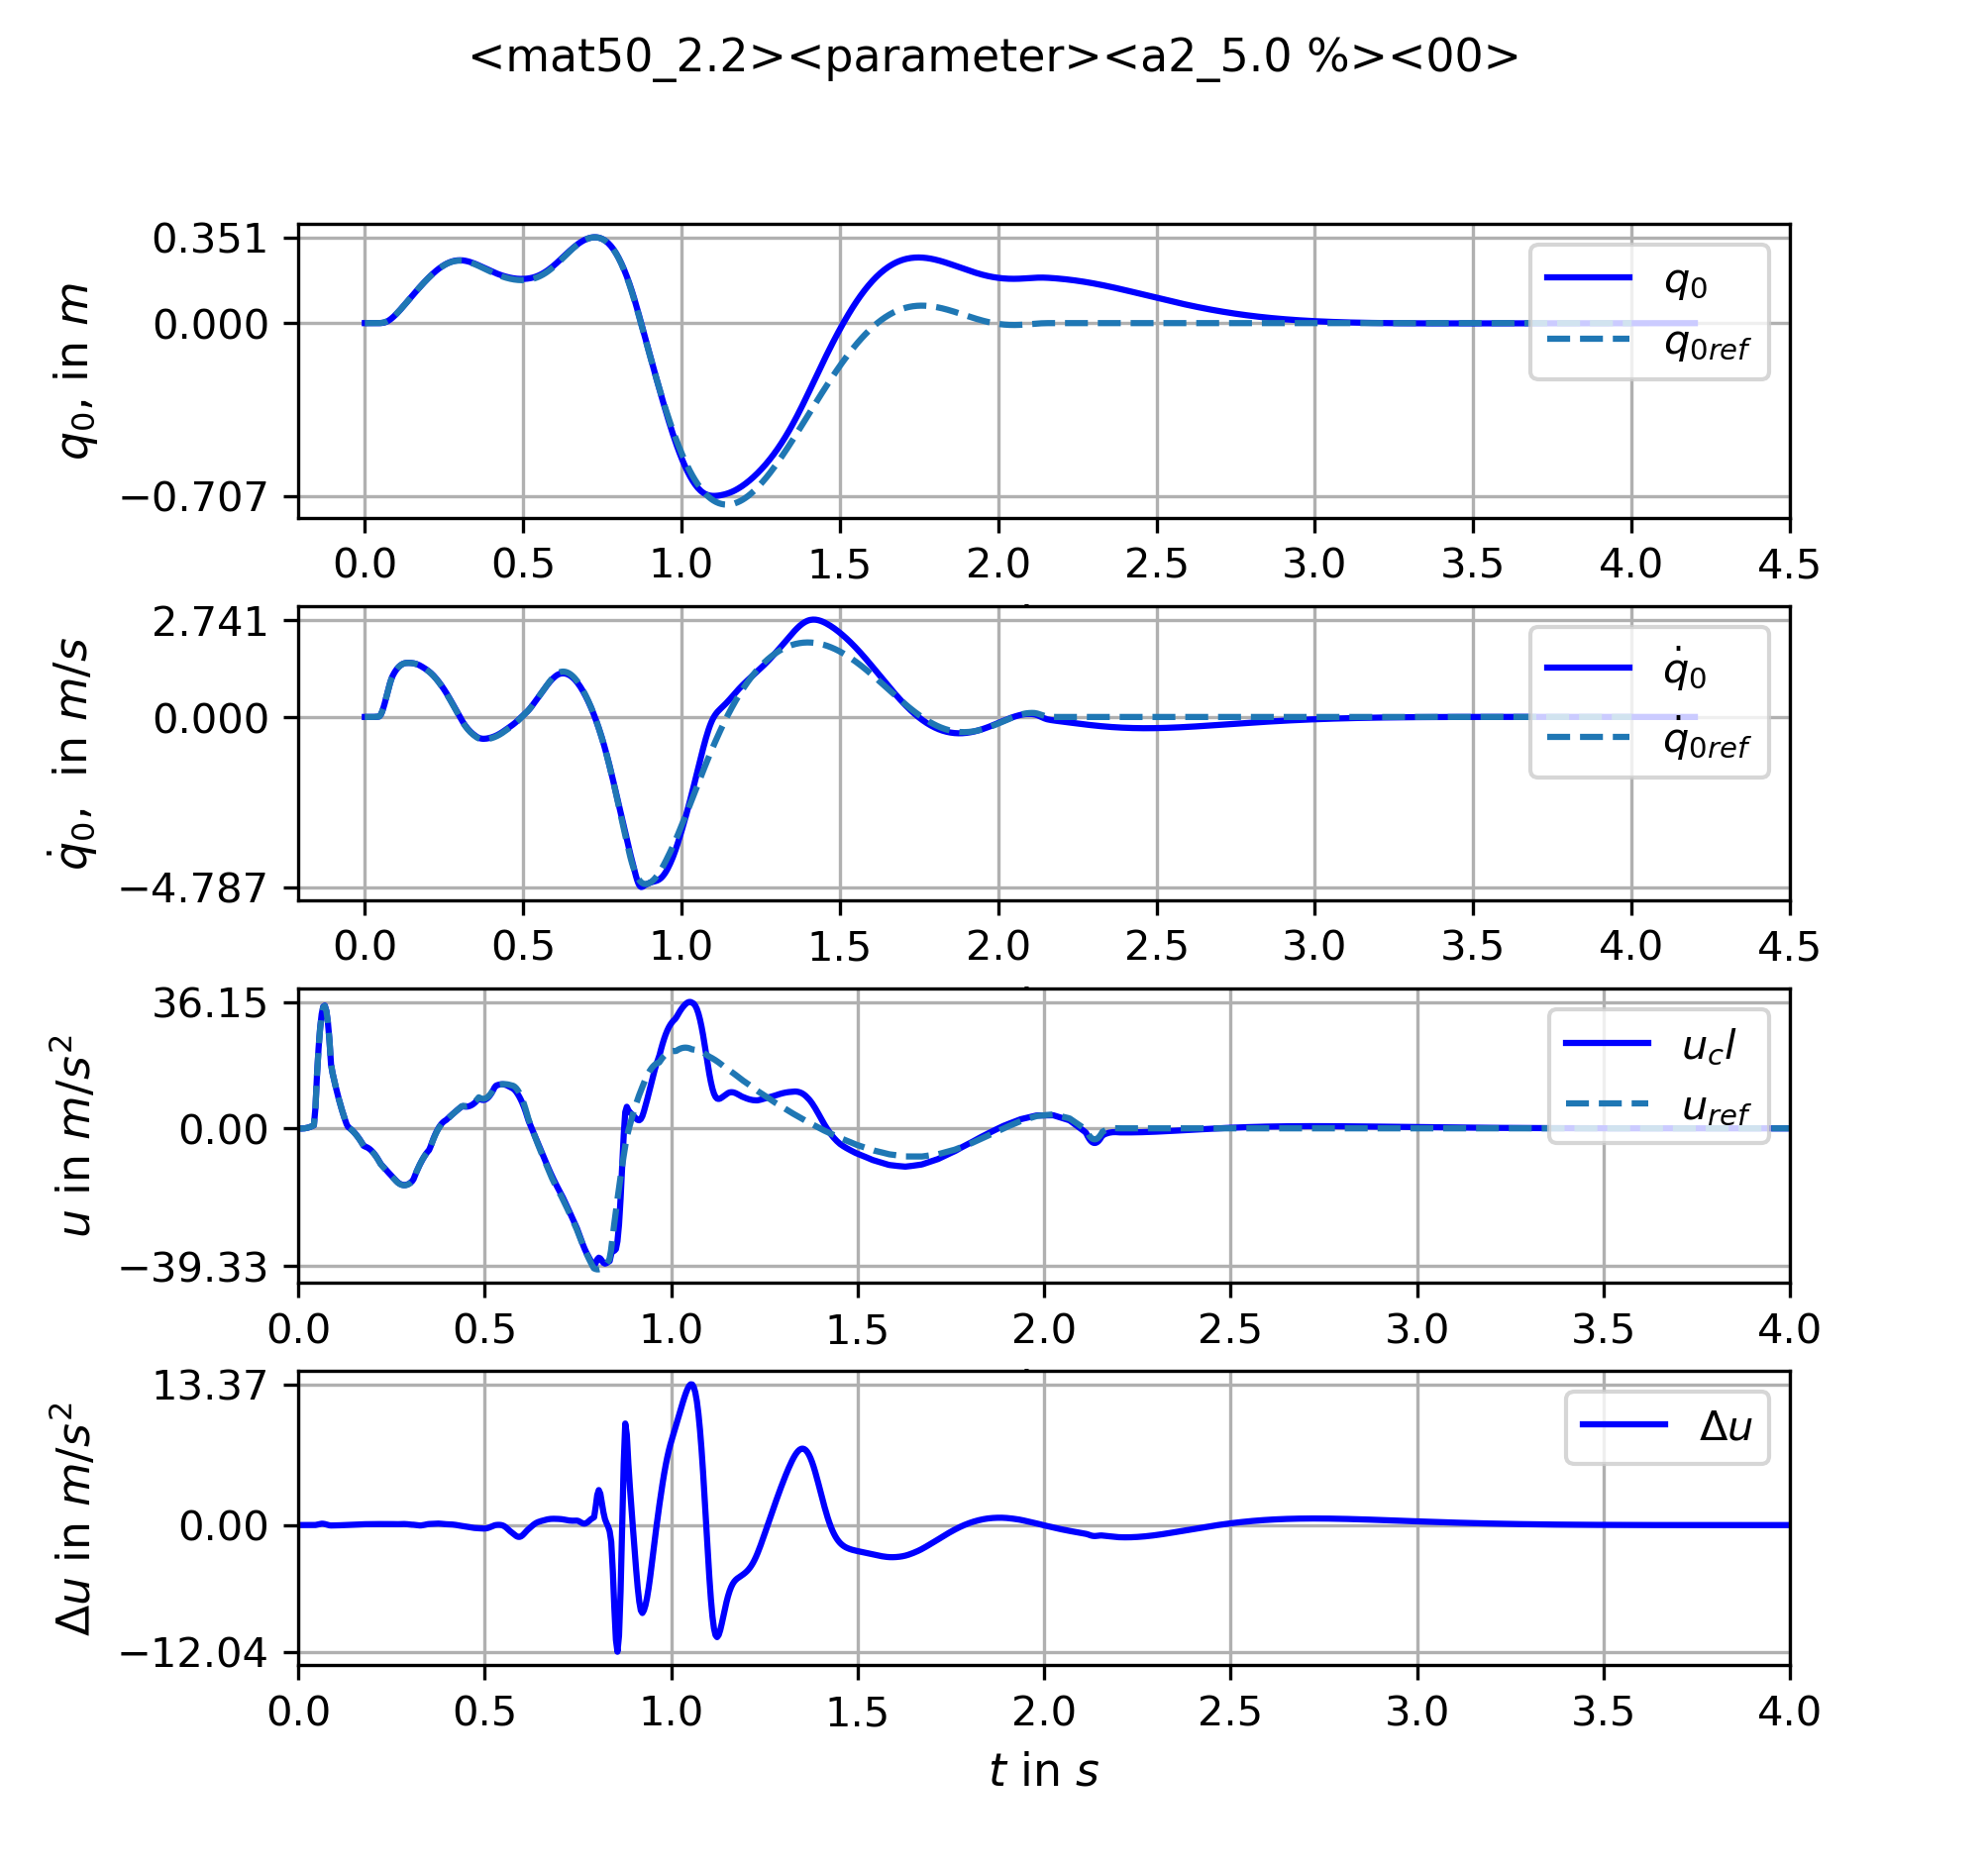 <mat50_2.2><parameter><a2_5.0 %><00>
0.351
0.000
−0.707
q₀, in m
q₀
q₀ref
0.0 0.5 1.0 1.5 2.0 2.5 3.0 3.5 4.0 4.5
2.741
0.000
−4.787
q̇₀, in m/s
q̇₀
q̇₀ref
0.0 0.5 1.0 1.5 2.0 2.5 3.0 3.5 4.0 4.5
36.15
0.00
−39.33
u in m/s²
u_c l
u_ref
0.0 0.5 1.0 1.5 2.0 2.5 3.0 3.5 4.0
13.37
0.00
−12.04
Δu in m/s²
Δu
0.0 0.5 1.0 1.5 2.0 2.5 3.0 3.5 4.0
t in s